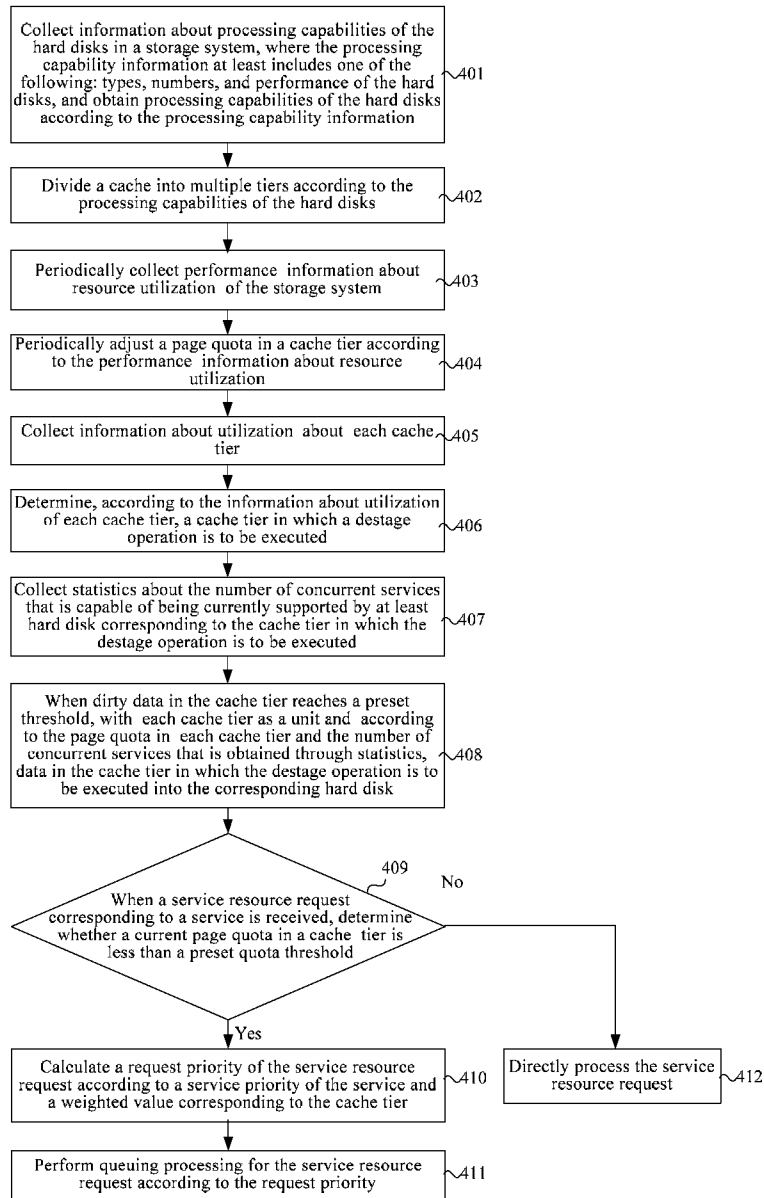 Collect information about processing capabilities of the
hard disks in a storage system, where the processing
capability information at least includes one of the
following: types, numbers, and performance of the hard
disks, and obtain processing capabilities of the hard disks
according to the processing capability information
401
Divide a cache into multiple tiers according to the
processing capabilities of the hard disks
402
Periodically collect performance information about
resource utilization of the storage system
403
Periodically adjust a page quota in a cache tier according
to the performance information about resource
utilization
404
Collect information about utilization about each cache
tier
405
Determine, according to the information about utilization
of each cache tier, a cache tier in which a destage
operation is to be executed
406
Collect statistics about the number of concurrent services
that is capable of being currently supported by at least
hard disk corresponding to the cache tier in which the
destage operation is to be executed
407
When dirty data in the cache tier reaches a preset
threshold, with each cache tier as a unit and according
to the page quota in each cache tier and the number of
concurrent services that is obtained through statistics,
data in the cache tier in which the destage operation is to
be executed into the corresponding hard disk
408
409
No
When a service resource request
corresponding to a service is received, determine
whether a current page quota in a cache tier is
less than a preset quota threshold
Yes
Calculate a request priority of the service resource
request according to a service priority of the service and
a weighted value corresponding to the cache tier
410
Directly process the service
resource request
412
Perform queuing processing for the service resource
request according to the request priority
411